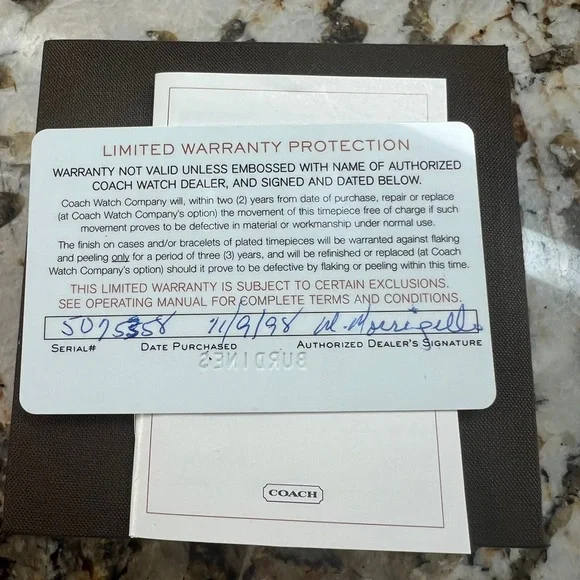 LIMITED WARRANTY PROTECTION
WARRANTY NOT VALID UNLESS EMBOSSED WITH NAME OF AUTHORIZED
COACH WATCH DEALER, AND SIGNED AND DATED BELOW.
Coach Watch Company will, within two (2) years from date of purchase, repair or replace
(at Coach Watch Company's option) the movement of this timepiece free of charge if such
movement proves to be defective in material or workmanship under normal use.
The finish on cases and/or bracelets of plated timepieces will be warranted against flaking
and peeling only for a period of three (3) years, and will be refinished or replaced (at Coach
Watch Company's option) should it prove to be defective by flaking or peeling within this time.
THIS LIMITED WARRANTY IS SUBJECT TO CERTAIN EXCLUSIONS.
SEE OPERATING MANUAL FOR COMPLETE TERMS AND CONDITIONS.
11/9/98
SERIAL# DATE PURCHASED AUTHORIZED DEALER'S SIGNATURE
BURDINES
COACH